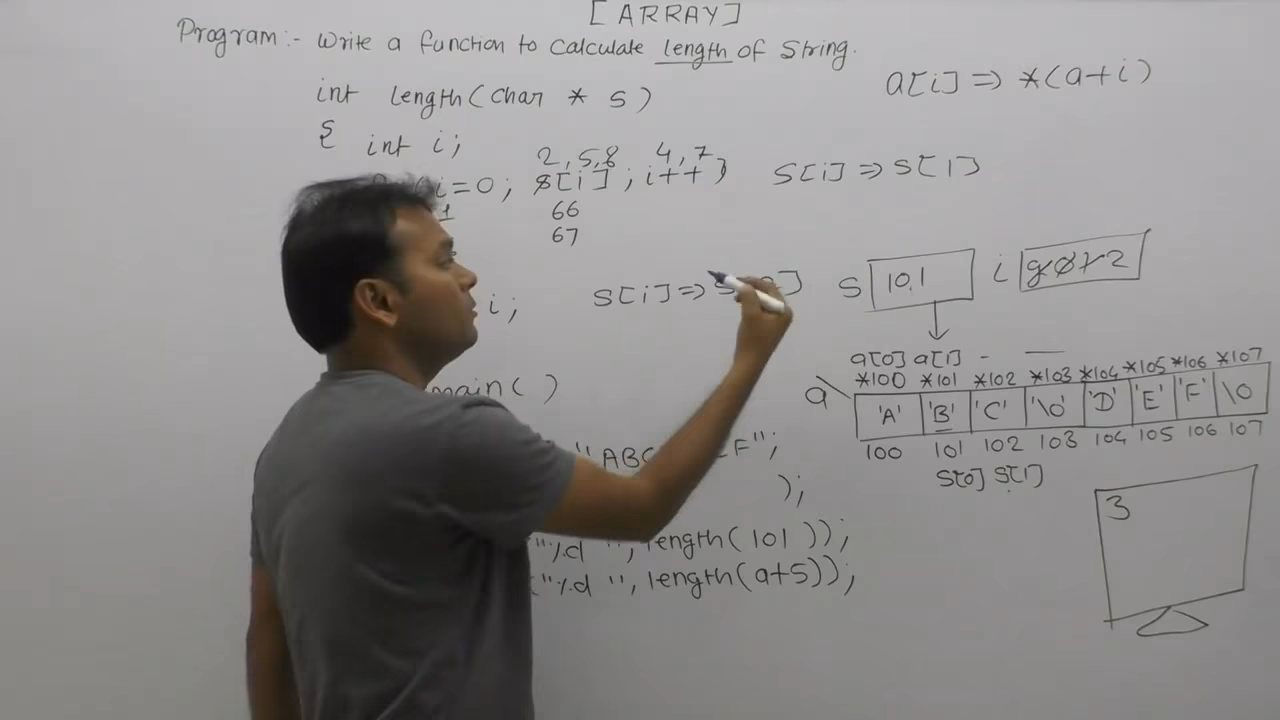 [ARRAY]
Program:- Write a function to calculate length of string.
int length(char * s)
a[i] => *(a+i)
{ int i;
2, 5, 8 4, 7
i=0; s[i]; i++)
s[i] => s[1]
1 66
67
s[i] =>
s 101 i
i;
a[0] a[1] - —
*100 *101 *102 *103 *104 *105 *106 *107
main( )
a 'A' 'B' 'C' '\0' 'D' 'E' 'F' \0
100 101 102 103 104 105 106 107
"ABC F";
s[0] s[1]
);
3
("%d ", length(101 ));
("%d ", length(a+5));